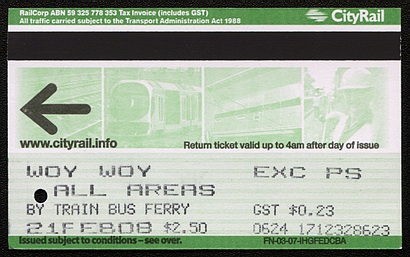 RailCorp ABN 59 325 778 353 Tax Invoice (includes GST)
All traffic carried subject to the Transport Administration Act 1988
CityRail
www.cityrail.info
Return ticket valid up to 4am after day of issue
WOY WOY EXC PS
ALL AREAS
BY TRAIN BUS FERRY GST $0.23
21FEB08 $2.50 0624 1712328623
Issued subject to conditions – see over. FN-03-07-IHGFEDCBA